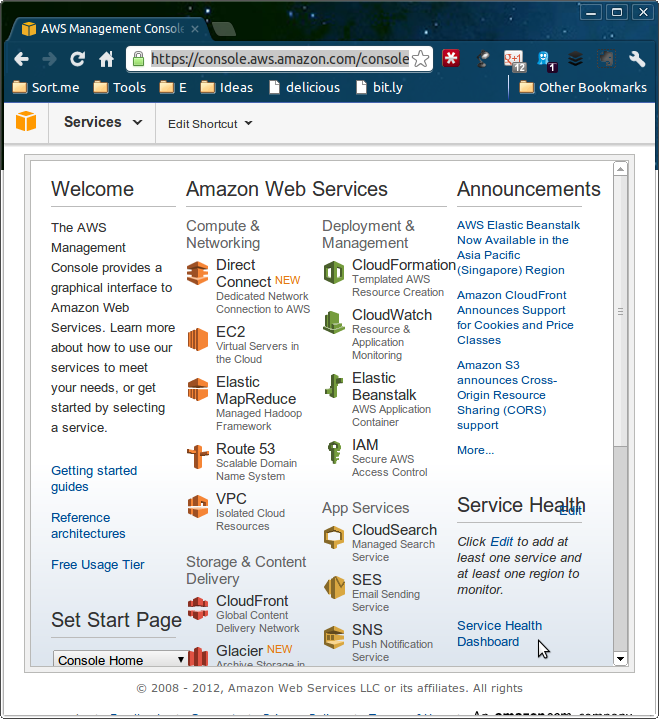 AWS Management Console
https://console.aws.amazon.com/console
12
1
Sort.me
Tools
E
Ideas
delicious
bit.ly
Other Bookmarks
Services
Edit Shortcut
Welcome
The AWS
Management
Console provides a
graphical interface to
Amazon Web
Services. Learn more
about how to use our
services to meet
your needs, or get
started by selecting
a service.
Getting started
guides
Reference
architectures
Free Usage Tier
Set Start Page
Console Home
Amazon Web Services
Compute &
Networking
Direct
Connect NEW
Dedicated Network
Connection to AWS
EC2
Virtual Servers in
the Cloud
Elastic
MapReduce
Managed Hadoop
Framework
Route 53
Scalable Domain
Name System
VPC
Isolated Cloud
Resources
Storage & Content
Delivery
CloudFront
Global Content
Delivery Network
Glacier NEW
Archive Storage in
Deployment &
Management
CloudFormation
Templated AWS
Resource Creation
CloudWatch
Resource &
Application
Monitoring
Elastic
Beanstalk
AWS Application
Container
IAM
Secure AWS
Access Control
App Services
CloudSearch
Managed Search
Service
SES
Email Sending
Service
SNS
Push Notification
Service
Announcements
AWS Elastic Beanstalk
Now Available in the
Asia Pacific
(Singapore) Region
Amazon CloudFront
Announces Support
for Cookies and Price
Classes
Amazon S3
announces Cross-
Origin Resource
Sharing (CORS)
support
More...
Service Health
Edit
Click Edit to add at
least one service and
at least one region to
monitor.
Service Health
Dashboard
© 2008 - 2012, Amazon Web Services LLC or its affiliates. All rights